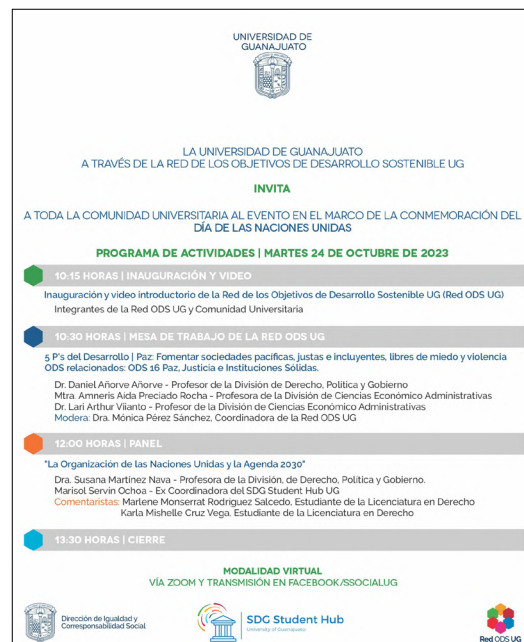 UNIVERSIDAD DE
GUANAJUATO
LA UNIVERSIDAD DE GUANAJUATO
A TRAVÉS DE LA RED DE LOS OBJETIVOS DE DESARROLLO SOSTENIBLE UG
INVITA
A TODA LA COMUNIDAD UNIVERSITARIA AL EVENTO EN EL MARCO DE LA CONMEMORACIÓN DEL
DÍA DE LAS NACIONES UNIDAS
PROGRAMA DE ACTIVIDADES | MARTES 24 DE OCTUBRE DE 2023
10:15 HORAS | INAUGURACIÓN Y VIDEO
Inauguración y video introductorio de la Red de los Objetivos de Desarrollo Sostenible UG (Red ODS UG)
Integrantes de la Red ODS UG y Comunidad Universitaria
10:30 HORAS | MESA DE TRABAJO DE LA RED ODS UG
5 P's del Desarrollo | Paz: Fomentar sociedades pacíficas, justas e incluyentes, libres de miedo y violencia
ODS relacionados: ODS 16 Paz, Justicia e Instituciones Sólidas.
Dr. Daniel Añorve Añorve - Profesor de la División de Derecho, Política y Gobierno
Mtra. Amneris Aida Preciado Rocha - Profesora de la División de Ciencias Económico Administrativas
Dr. Lari Arthur Viianto - Profesor de la División de Ciencias Económico Administrativas
Modera: Dra. Mónica Pérez Sánchez, Coordinadora de la Red ODS UG
12:00 HORAS | PANEL
"La Organización de las Naciones Unidas y la Agenda 2030"
Dra. Susana Martínez Nava - Profesora de la División, de Derecho, Política y Gobierno.
Marisol Servin Ochoa - Ex Coordinadora del SDG Student Hub UG
Comentaristas: Marlene Monserrat Rodríguez Salcedo, Estudiante de la Licenciatura en Derecho
Karla Mishelle Cruz Vega, Estudiante de la Licenciatura en Derecho
13:30 HORAS | CIERRE
MODALIDAD VIRTUAL
VÍA ZOOM Y TRANSMISIÓN EN FACEBOOK/SSOCIALUG
Dirección de Igualdad y
Corresponsabilidad Social
SDG Student Hub
University of Guanajuato
Red ODS UG